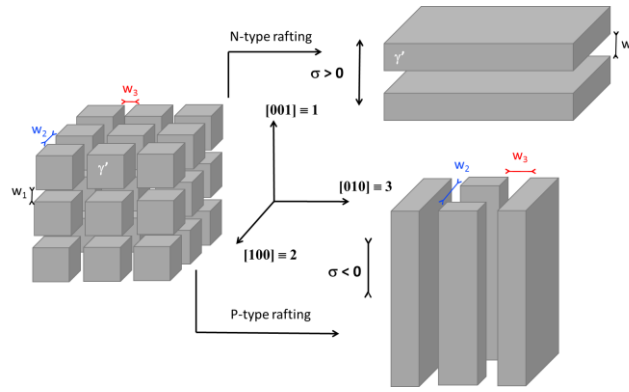 N-type rafting
w
γ'
σ > 0
w₃
w₂
[001] ≡ 1
γ'
w₁
[010] ≡ 3
w₂
w₃
[100] ≡ 2
σ < 0
P-type rafting